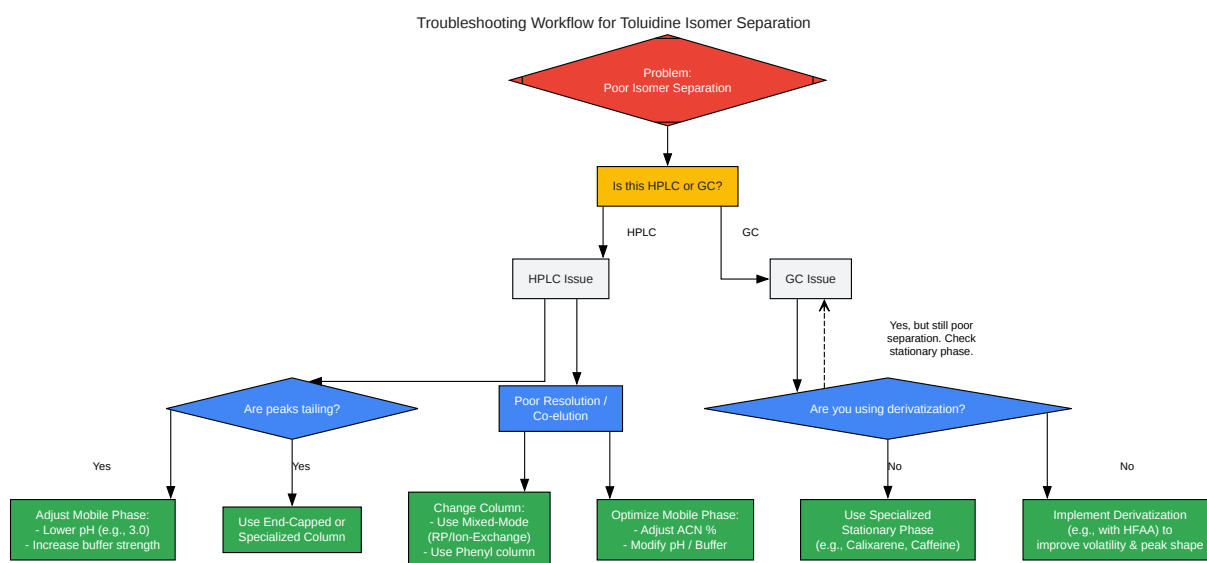 Troubleshooting Workflow for Toluidine Isomer Separation
Problem:
Poor Isomer Separation
Is this HPLC or GC?
HPLC
GC
HPLC Issue
GC Issue
Yes, but still poor
separation. Check
stationary phase.
Are peaks tailing?
Poor Resolution /
Co-elution
Are you using derivatization?
Yes
Yes
No
No
Adjust Mobile Phase:
- Lower pH (e.g., 3.0)
- Increase buffer strength
Use End-Capped or
Specialized Column
Change Column:
- Use Mixed-Mode
(RP/Ion-Exchange)
- Use Phenyl column
Optimize Mobile Phase:
- Adjust ACN %
- Modify pH / Buffer
Use Specialized
Stationary Phase
(e.g., Calixarene, Caffeine)
Implement Derivatization
(e.g., with HFAA) to
improve volatility & peak shape